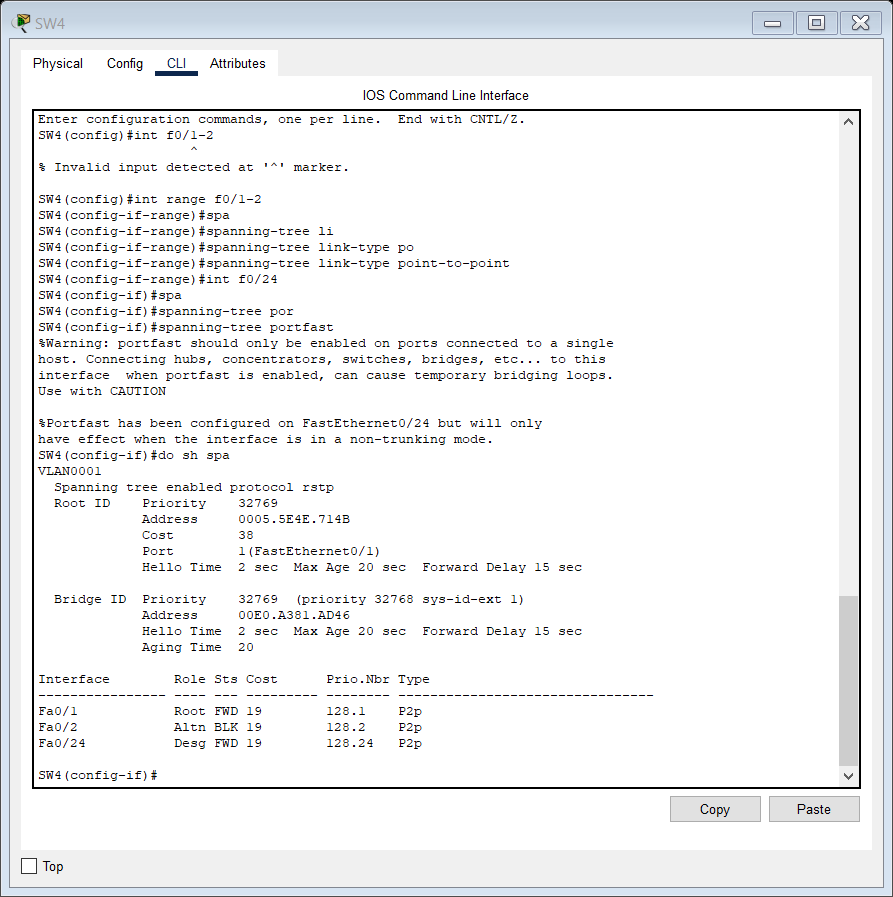 SW4
Physical Config CLI Attributes
IOS Command Line Interface
Enter configuration commands, one per line.  End with CNTL/Z.
SW4(config)#int f0/1-2
^
% Invalid input detected at '^' marker.
SW4(config)#int range f0/1-2
SW4(config-if-range)#spa
SW4(config-if-range)#spanning-tree li
SW4(config-if-range)#spanning-tree link-type po
SW4(config-if-range)#spanning-tree link-type point-to-point
SW4(config-if-range)#int f0/24
SW4(config-if)#spa
SW4(config-if)#spanning-tree por
SW4(config-if)#spanning-tree portfast
%Warning: portfast should only be enabled on ports connected to a single
host. Connecting hubs, concentrators, switches, bridges, etc... to this
interface  when portfast is enabled, can cause temporary bridging loops.
Use with CAUTION
%Portfast has been configured on FastEthernet0/24 but will only
have effect when the interface is in a non-trunking mode.
SW4(config-if)#do sh spa
VLAN0001
  Spanning tree enabled protocol rstp
  Root ID    Priority    32769
             Address     0005.5E4E.714B
             Cost        38
             Port        1(FastEthernet0/1)
             Hello Time  2 sec  Max Age 20 sec  Forward Delay 15 sec
  Bridge ID  Priority    32769  (priority 32768 sys-id-ext 1)
             Address     00E0.A381.AD46
             Hello Time  2 sec  Max Age 20 sec  Forward Delay 15 sec
             Aging Time  20
Interface        Role Sts Cost      Prio.Nbr Type
---------------- ---- --- --------- -------- --------------------------------
Fa0/1            Root FWD 19        128.1    P2p
Fa0/2            Altn BLK 19        128.2    P2p
Fa0/24           Desg FWD 19        128.24   P2p
SW4(config-if)#
Copy Paste
Top